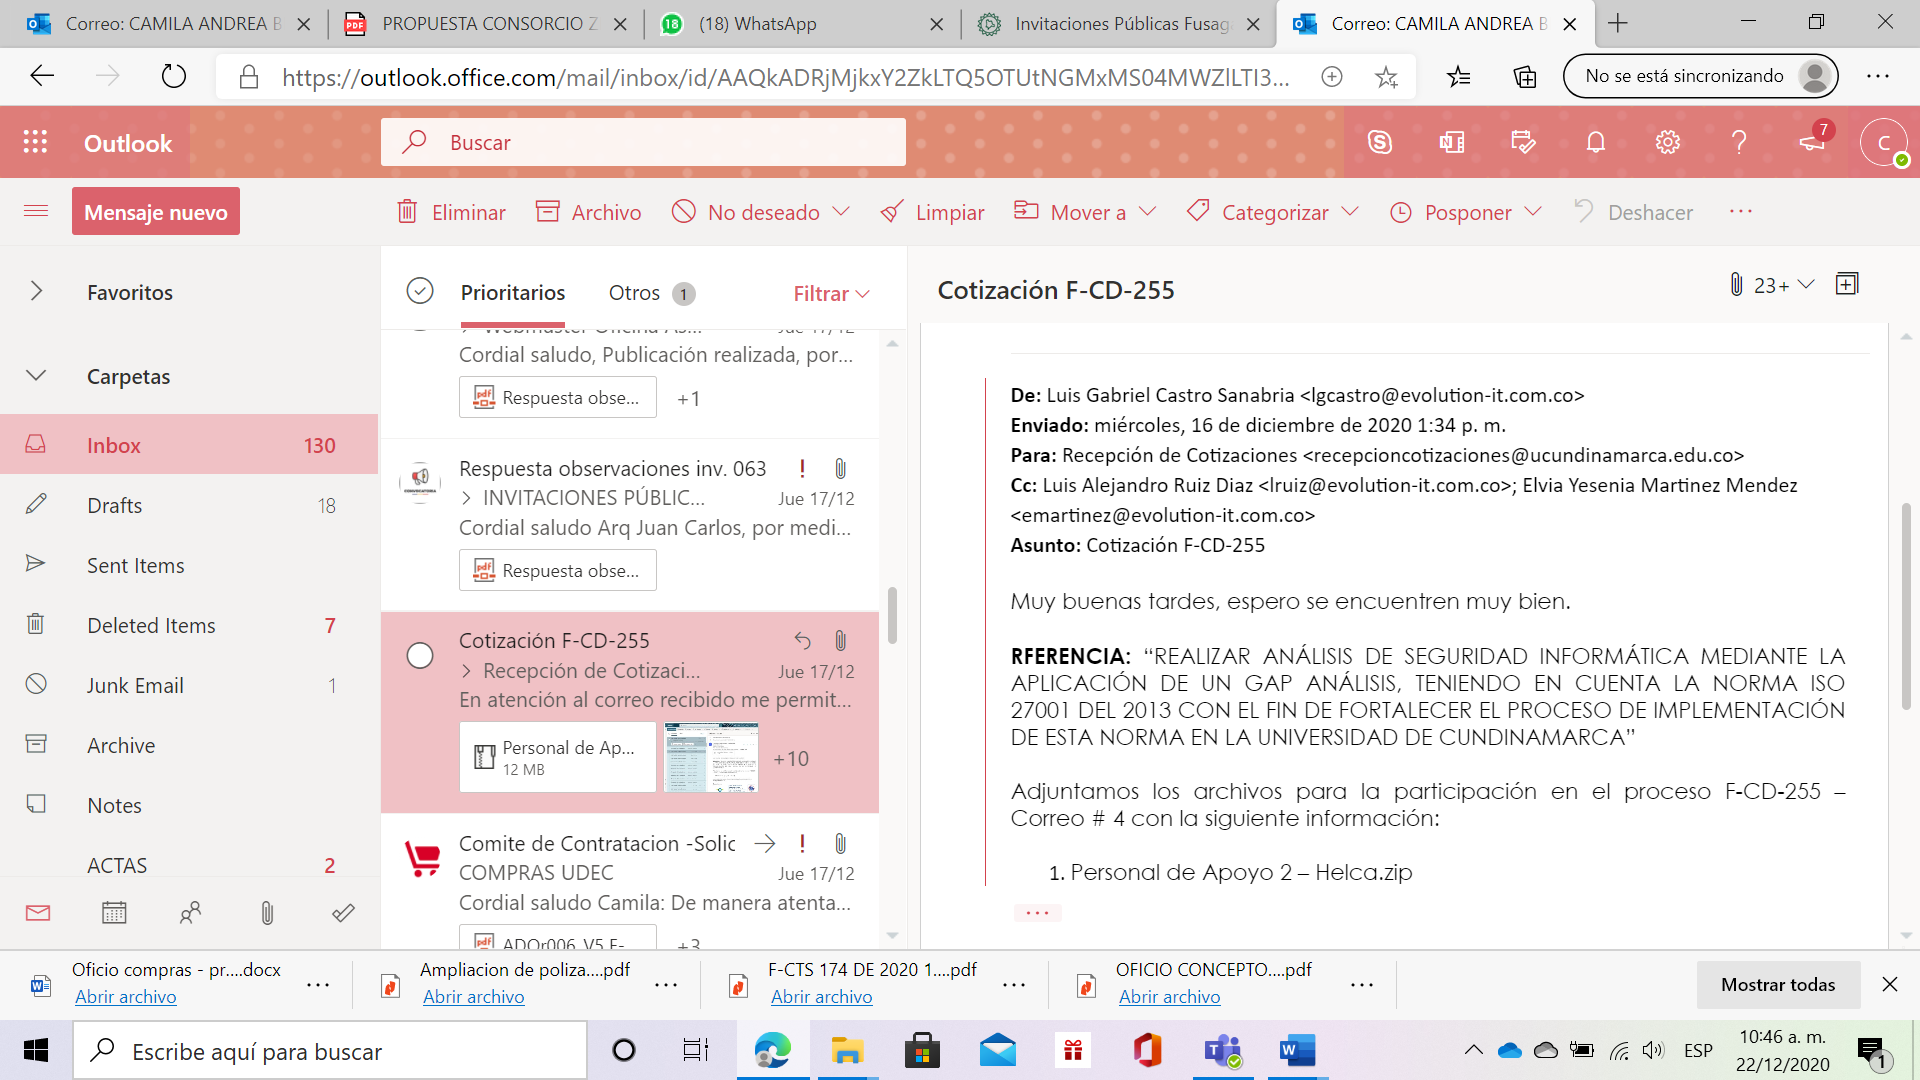 Correo: CAMILA ANDREA B
PROPUESTA CONSORCIO Z
(18) WhatsApp
Invitaciones Públicas Fusag
Correo: CAMILA ANDREA B
https://outlook.office.com/mail/inbox/id/AAQkADRjMjkxY2ZkLTQ5OTUtNGMxMS04MWZlLTI3...
No se está sincronizando
Outlook
Buscar
7
C
Mensaje nuevo
Eliminar
Archivo
No deseado
Limpiar
Mover a
Categorizar
Posponer
Deshacer
Favoritos
Carpetas
Inbox 130
Drafts 18
Sent Items
Deleted Items 7
Junk Email 1
Archive
Notes
ACTAS 2
Prioritarios
Otros 1
Filtrar
Webmaster Oficina As... Jue 17/12
Cordial saludo, Publicación realizada, por...
Respuesta obse... +1
Respuesta observaciones inv. 063
INVITACIONES PÚBLIC... Jue 17/12
Cordial saludo Arq Juan Carlos, por medi...
Respuesta obse...
Cotización F-CD-255
Recepción de Cotizaci... Jue 17/12
En atención al correo recibido me permit...
Personal de Ap...
12 MB
+10
Comite de Contratacion -Solic
COMPRAS UDEC Jue 17/12
Cordial saludo Camila: De manera atenta...
ADOr006_V5 F-... +3
Cotización F-CD-255
23+
De: Luis Gabriel Castro Sanabria <lgcastro@evolution-it.com.co>
Enviado: miércoles, 16 de diciembre de 2020 1:34 p. m.
Para: Recepción de Cotizaciones <recepcioncotizaciones@ucundinamarca.edu.co>
Cc: Luis Alejandro Ruiz Diaz <lruiz@evolution-it.com.co>; Elvia Yesenia Martinez Mendez
<emartinez@evolution-it.com.co>
Asunto: Cotización F-CD-255
Muy buenas tardes, espero se encuentren muy bien.
RFERENCIA: “REALIZAR ANÁLISIS DE SEGURIDAD INFORMÁTICA MEDIANTE LA
APLICACIÓN DE UN GAP ANÁLISIS, TENIENDO EN CUENTA LA NORMA ISO
27001 DEL 2013 CON EL FIN DE FORTALECER EL PROCESO DE IMPLEMENTACIÓN
DE ESTA NORMA EN LA UNIVERSIDAD DE CUNDINAMARCA”
Adjuntamos los archivos para la participación en el proceso F-CD-255 –
Correo # 4 con la siguiente información:
1. Personal de Apoyo 2 – Helca.zip
Oficio compras - pr....docx
Abrir archivo
Ampliacion de poliza....pdf
Abrir archivo
F-CTS 174 DE 2020 1....pdf
Abrir archivo
OFICIO CONCEPTO....pdf
Abrir archivo
Mostrar todas
Escribe aquí para buscar
ESP
10:46 a. m.
22/12/2020
1